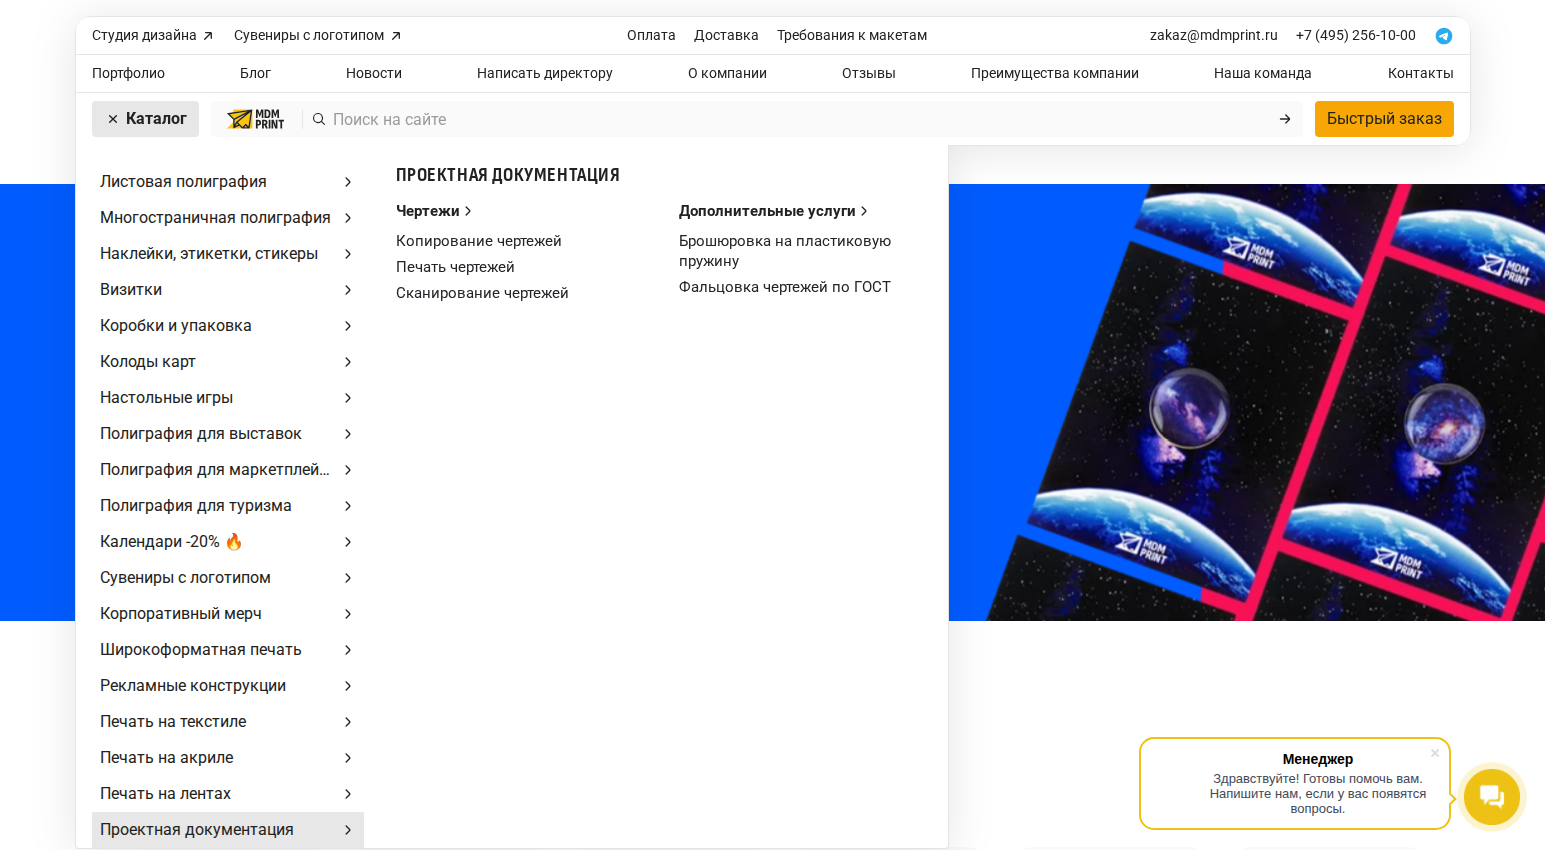 Студия дизайна
Сувениры с логотипом
Оплата
Доставка
Требования к макетам
zakaz@mdmprint.ru
+7 (495) 256-10-00
Портфолио
Блог
Новости
Написать директору
О компании
Отзывы
Преимущества компании
Наша команда
Контакты
Каталог
MDM
PRINT
Поиск на сайте
Быстрый заказ
Листовая полиграфия
Многостраничная полиграфия
Наклейки, этикетки, стикеры
Визитки
Коробки и упаковка
Колоды карт
Настольные игры
Полиграфия для выставок
Полиграфия для маркетплей...
Полиграфия для туризма
Календари -20% 🔥
Сувениры с логотипом
Корпоративный мерч
Широкоформатная печать
Рекламные конструкции
Печать на текстиле
Печать на акриле
Печать на лентах
Проектная документация
ПРОЕКТНАЯ ДОКУМЕНТАЦИЯ
Чертежи
Копирование чертежей
Печать чертежей
Сканирование чертежей
Дополнительные услуги
Брошюровка на пластиковую
пружину
Фальцовка чертежей по ГОСТ
MDM
PRINT
MDM
PRINT
MDM
PRINT
MDM
PRINT
Менеджер
Здравствуйте! Готовы помочь вам.
Напишите нам, если у вас появятся
вопросы.